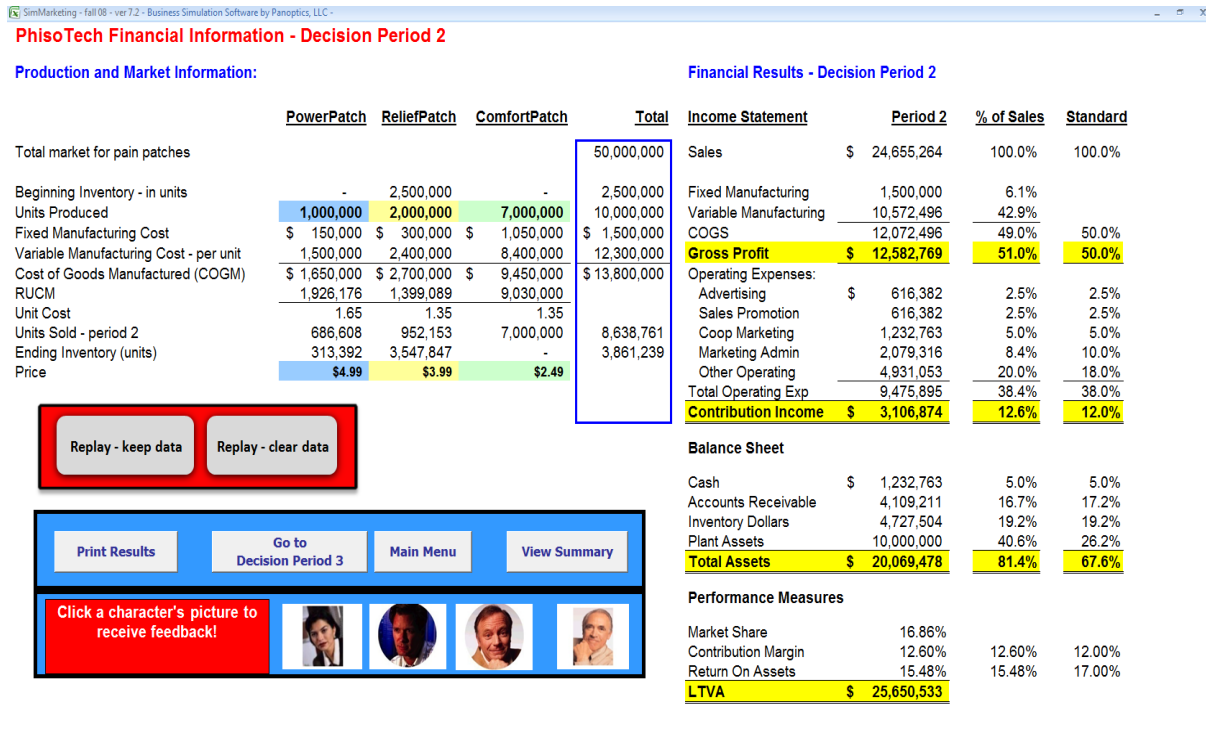 SimMarketing - fall 08 - ver 7.2 - Business Simulation Software by Panoptics, LLC -
PhisoTech Financial Information - Decision Period 2
Production and Market Information:
PowerPatch ReliefPatch ComfortPatch Total
Total market for pain patches 50,000,000
Beginning Inventory - in units - 2,500,000 - 2,500,000
Units Produced 1,000,000 2,000,000 7,000,000 10,000,000
Fixed Manufacturing Cost $ 150,000 $ 300,000 $ 1,050,000 $ 1,500,000
Variable Manufacturing Cost - per unit 1,500,000 2,400,000 8,400,000 12,300,000
Cost of Goods Manufactured (COGM) $ 1,650,000 $ 2,700,000 $ 9,450,000 $ 13,800,000
RUCM 1,926,176 1,399,089 9,030,000
Unit Cost 1.65 1.35 1.35
Units Sold - period 2 686,608 952,153 7,000,000 8,638,761
Ending Inventory (units) 313,392 3,547,847 - 3,861,239
Price $4.99 $3.99 $2.49
Replay - keep data
Replay - clear data
Print Results
Go to
Decision Period 3
Main Menu
View Summary
Click a character's picture to
receive feedback!
Financial Results - Decision Period 2
Income Statement Period 2 % of Sales Standard
Sales $ 24,655,264 100.0% 100.0%
Fixed Manufacturing 1,500,000 6.1%
Variable Manufacturing 10,572,496 42.9%
COGS 12,072,496 49.0% 50.0%
Gross Profit $ 12,582,769 51.0% 50.0%
Operating Expenses:
Advertising $ 616,382 2.5% 2.5%
Sales Promotion 616,382 2.5% 2.5%
Coop Marketing 1,232,763 5.0% 5.0%
Marketing Admin 2,079,316 8.4% 10.0%
Other Operating 4,931,053 20.0% 18.0%
Total Operating Exp 9,475,895 38.4% 38.0%
Contribution Income $ 3,106,874 12.6% 12.0%
Balance Sheet
Cash $ 1,232,763 5.0% 5.0%
Accounts Receivable 4,109,211 16.7% 17.2%
Inventory Dollars 4,727,504 19.2% 19.2%
Plant Assets 10,000,000 40.6% 26.2%
Total Assets $ 20,069,478 81.4% 67.6%
Performance Measures
Market Share 16.86%
Contribution Margin 12.60% 12.60% 12.00%
Return On Assets 15.48% 15.48% 17.00%
LTVA $ 25,650,533